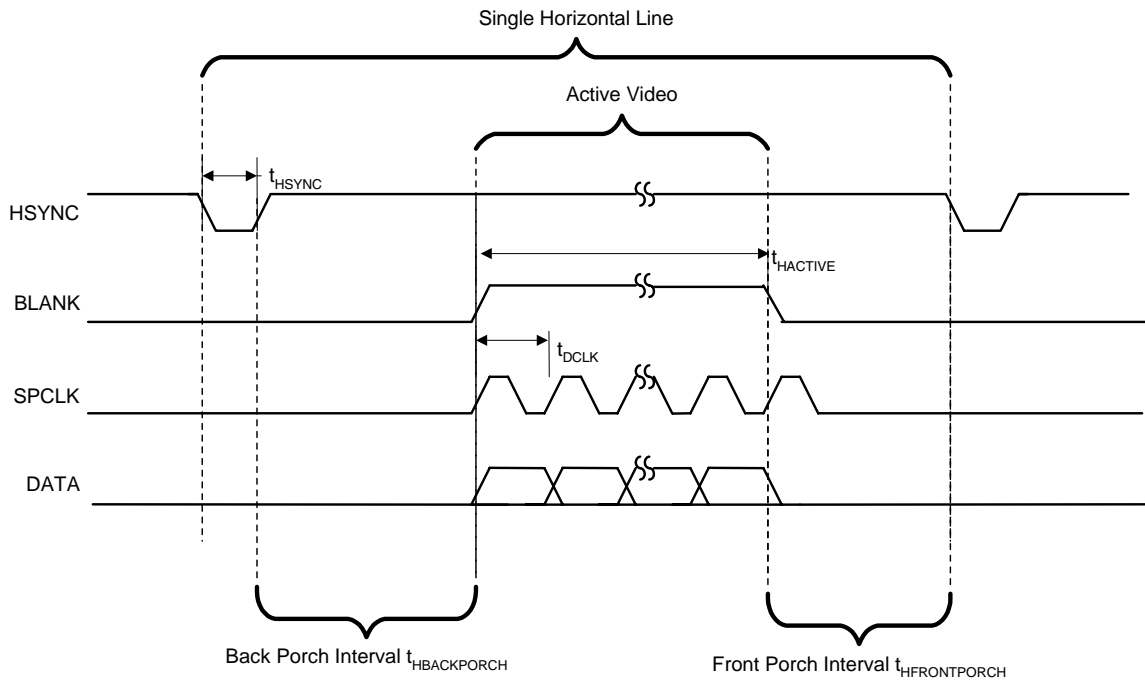 Single Horizontal Line
Active Video
tHSYNC
HSYNC
tHACTIVE
BLANK
tDCLK
SPCLK
DATA
Back Porch Interval tHBACKPORCH
Front Porch Interval tHFRONTPORCH